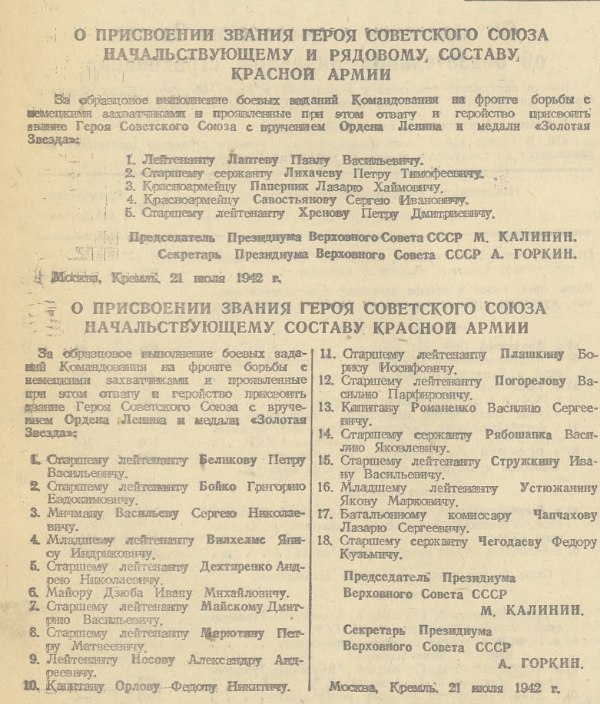 О ПРИСВОЕНИИ ЗВАНИЯ ГЕРОЯ СОВЕТСКОГО СОЮЗА
НАЧАЛЬСТВУЮЩЕМУ И РЯДОВОМУ СОСТАВУ
КРАСНОЙ АРМИИ
За образцовое выполнение боевых заданий Командования на фронте борьбы с
немецкими захватчиками и проявленные при этом отвагу и геройство присвоить
звание Героя Советского Союза с вручением Ордена Ленина и медали «Золотая
Звезда»:
1. Лейтенанту Лаптеву Павлу Васильевичу.
2. Старшему сержанту Лихачеву Петру Тимофеевичу.
3. Красноармейцу Паперник Лазарю Хаймовичу.
4. Красноармейцу Савостьянову Сергею Ивановичу.
5. Старшему лейтенанту Хренову Петру Дмитриевичу.
Председатель Президиума Верховного Совета СССР М. КАЛИНИН.
Секретарь Президиума Верховного Совета СССР А. ГОРКИН.
Москва, Кремль. 21 июля 1942 г.
О ПРИСВОЕНИИ ЗВАНИЯ ГЕРОЯ СОВЕТСКОГО СОЮЗА
НАЧАЛЬСТВУЮЩЕМУ СОСТАВУ КРАСНОЙ АРМИИ
За образцовое выполнение боевых зада-
ний Командования на фронте борьбы с
немецкими захватчиками и проявленные
при этом отвагу и геройство присвоить
звание Героя Советского Союза с вруче-
нием Ордена Ленина и медали «Золотая
Звезда»:
1. Старшему лейтенанту Беликову Петру
Васильевичу.
2. Старшему лейтенанту Бойко Григорию
Евдокимовичу.
3. Мичману Васильеву Сергею Николае-
вичу.
4. Младшему лейтенанту Вилхелмс Яни-
су Индриковичу.
5. Старшему лейтенанту Дехтяренко Анд-
рею Николаевичу.
6. Майору Дзюба Ивану Михайловичу.
7. Старшему лейтенанту Майскому Дмит-
рию Васильевичу.
8. Старшему лейтенанту Марютину Пет-
ру Матвеевичу.
9. Лейтенанту Носову Александру Анд-
реевичу.
10. Капитану Орлову Федоту Никитичу.
11. Старшему лейтенанту Плашкину Бо-
рису Иосифовичу.
12. Старшему лейтенанту Погорелову Ва-
силию Парфировичу.
13. Капитану Романенко Василию Сергее-
вичу.
14. Старшему сержанту Рябошапка Васи-
лию Яковлевичу.
15. Старшему лейтенанту Стружкину Ива-
ну Васильевичу.
16. Младшему лейтенанту Устюжанину
Якову Марковичу.
17. Батальонному комиссару Чапчахову
Лазарю Сергеевичу.
18. Старшему сержанту Чегодаеву Федору
Кузьмичу.
Председатель Президиума
Верховного Совета СССР
М. КАЛИНИН.
Секретарь Президиума
Верховного Совета СССР
А. ГОРКИН.
Москва, Кремль. 21 июля 1942 г.